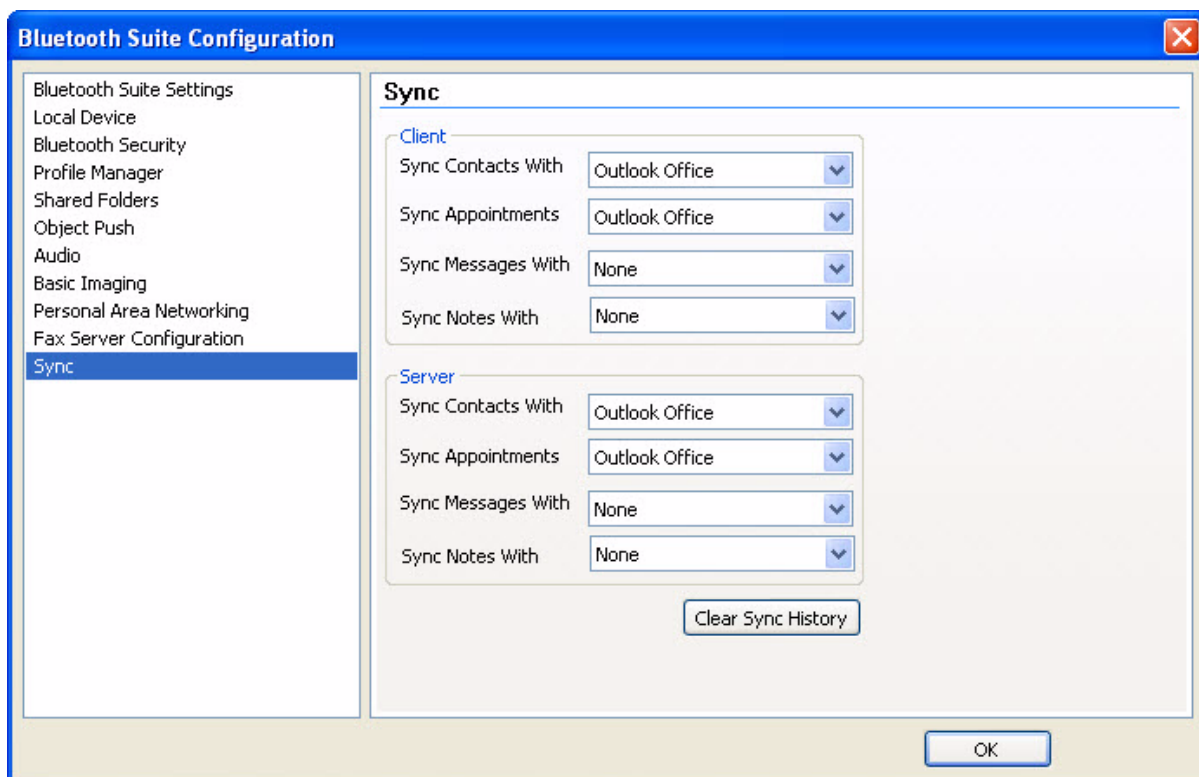 Bluetooth Suite Configuration
Bluetooth Suite Settings
Local Device
Bluetooth Security
Profile Manager
Shared Folders
Object Push
Audio
Basic Imaging
Personal Area Networking
Fax Server Configuration
Sync
Sync
Client
Sync Contacts With Outlook Office
Sync Appointments Outlook Office
Sync Messages With None
Sync Notes With None
Server
Sync Contacts With Outlook Office
Sync Appointments Outlook Office
Sync Messages With None
Sync Notes With None
Clear Sync History
OK